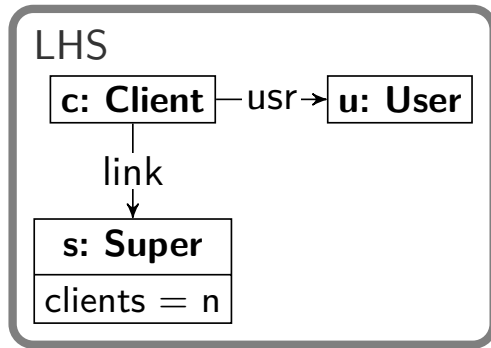 LHS
c: Client
usr
u: User
link
s: Super
clients = n